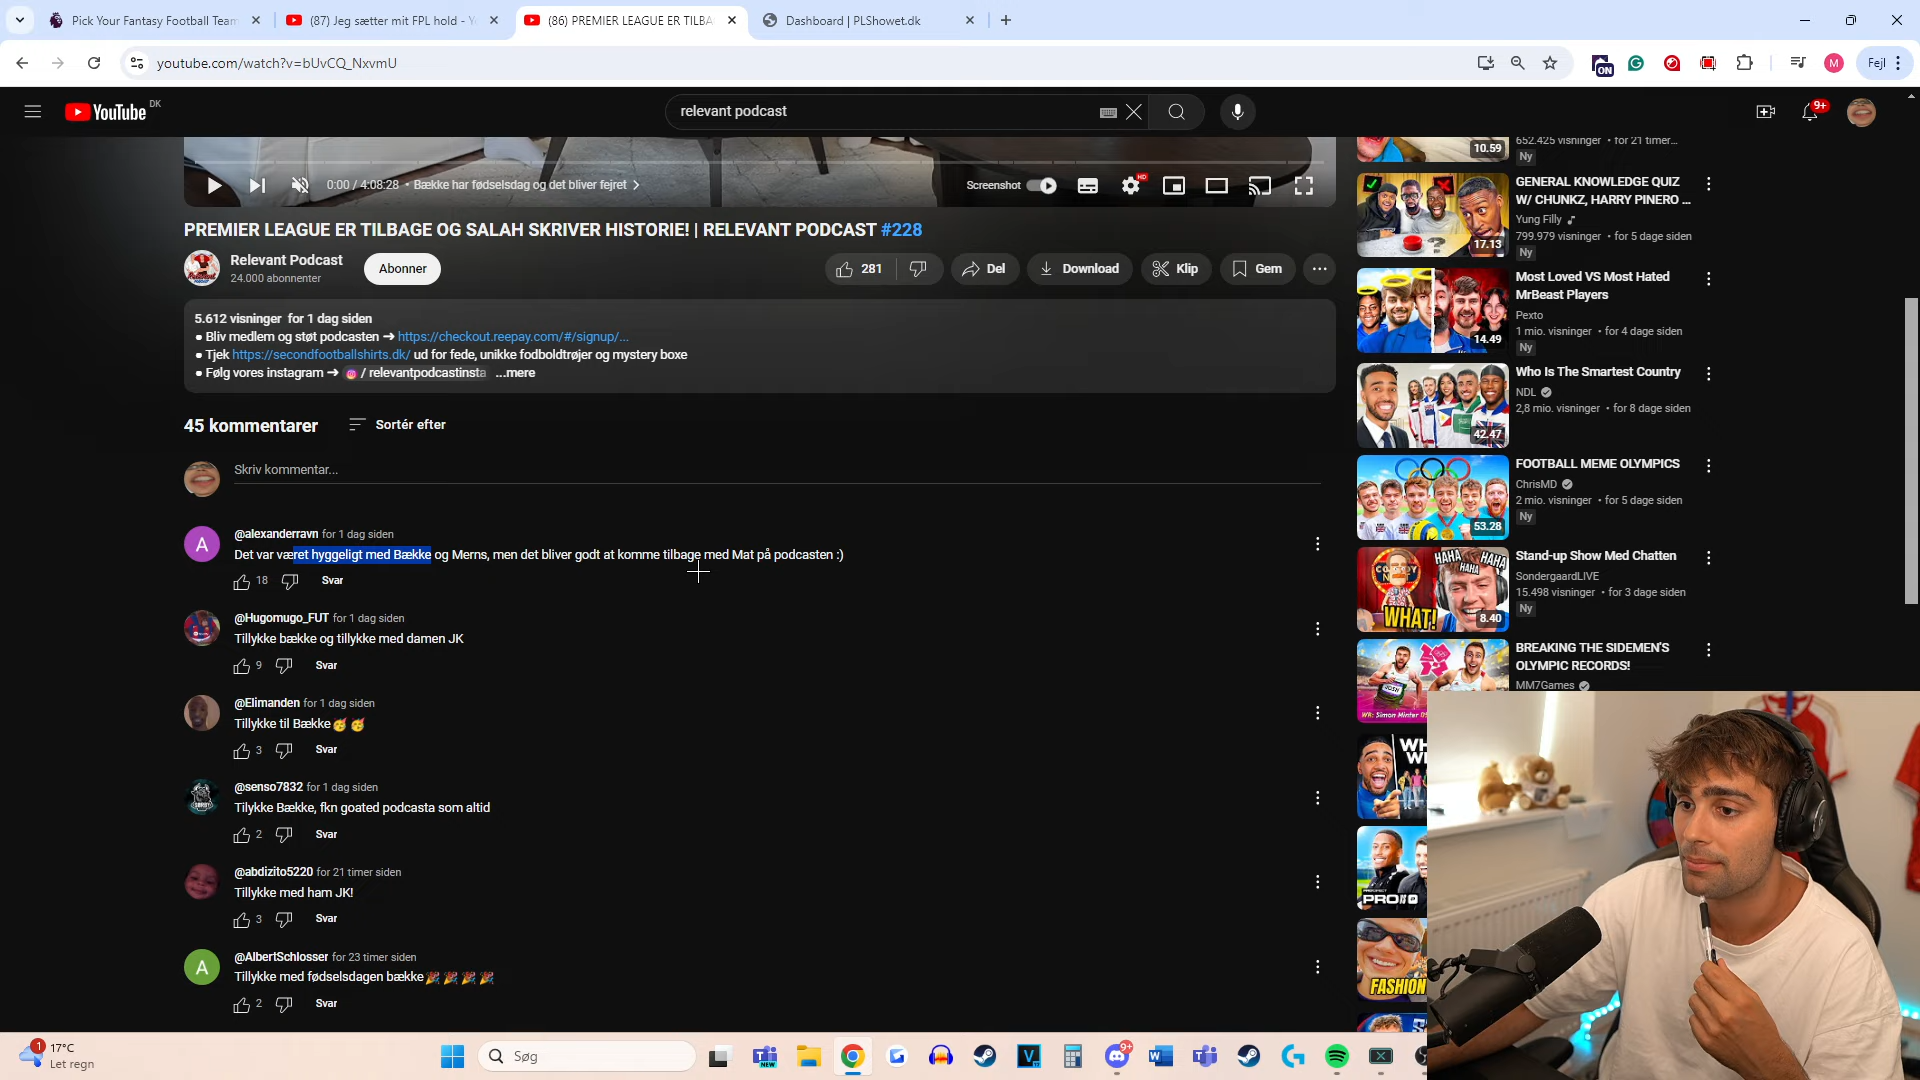 Pick Your Fantasy Football Team
(87) Jeg sætter mit FPL hold - Y
(86) PREMIER LEAGUE ER TILBA
Dashboard | PLShowet.dk
youtube.com/watch?v=bUvCQ_NxvmU
ON
M
Fejl
YouTube DK
relevant podcast
9+
0:00 / 4:08:28 • Bække har fødselsdag og det bliver fejret
Screenshot
HD
PREMIER LEAGUE ER TILBAGE OG SALAH SKRIVER HISTORIE! | RELEVANT PODCAST #228
Relevant Podcast
24.000 abonnenter
Abonner
281
Del
Download
Klip
Gem
5.612 visninger for 1 dag siden
• Bliv medlem og støt podcasten ➙ https://checkout.reepay.com/#/signup/...
• Tjek https://secondfootballshirts.dk/ ud for fede, unikke fodboldtrøjer og mystery boxe
• Følg vores instagram ➙ / relevantpodcastinsta ...mere
45 kommentarer
Sortér efter
Skriv kommentar...
A
@alexanderravn for 1 dag siden
Det var været hyggeligt med Bække og Merns, men det bliver godt at komme tilbage med Mat på podcasten :)
18
Svar
@Hugomugo_FUT for 1 dag siden
Tillykke bække og tillykke med damen JK
9
Svar
@Elimanden for 1 dag siden
Tillykke til Bække🥳🥳
3
Svar
@senso7832 for 1 dag siden
Tilykke Bække, fkn goated podcasta som altid
2
Svar
@abdizito5220 for 21 timer siden
Tillykke med ham JK!
3
Svar
A
@AlbertSchlosser for 23 timer siden
Tillykke med fødselsdagen bække🎉🎉🎉🎉
2
Svar
10.59
652.425 visninger • for 21 timer...
Ny
17.13
GENERAL KNOWLEDGE QUIZ
W/ CHUNKZ, HARRY PINERO ...
Yung Filly
799.979 visninger • for 5 dage siden
Ny
14.49
Most Loved VS Most Hated
MrBeast Players
Pexto
1 mio. visninger • for 4 dage siden
Ny
42.47
Who Is The Smartest Country
NDL
2,8 mio. visninger • for 8 dage siden
53.28
FOOTBALL MEME OLYMPICS
ChrisMD
2 mio. visninger • for 5 dage siden
Ny
HAHA HAHA
WHAT!
8.40
Stand-up Show Med Chatten
SondergaardLIVE
15.498 visninger • for 3 dage siden
Ny
WR: Simon Minter
BREAKING THE SIDEMEN'S
OLYMPIC RECORDS!
MM7Games
FASHION
1
17°C
Let regn
Søg
NEW
9+